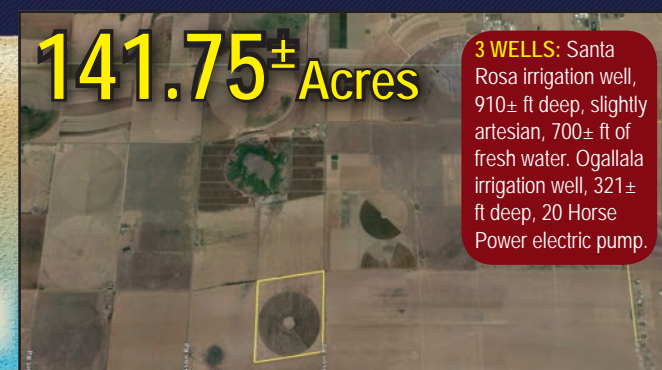 141.75± Acres
3 WELLS: Santa
Rosa irrigation well,
910± ft deep, slightly
artesian, 700± ft of
fresh water. Ogallala
irrigation well, 321±
ft deep, 20 Horse
Power electric pump.